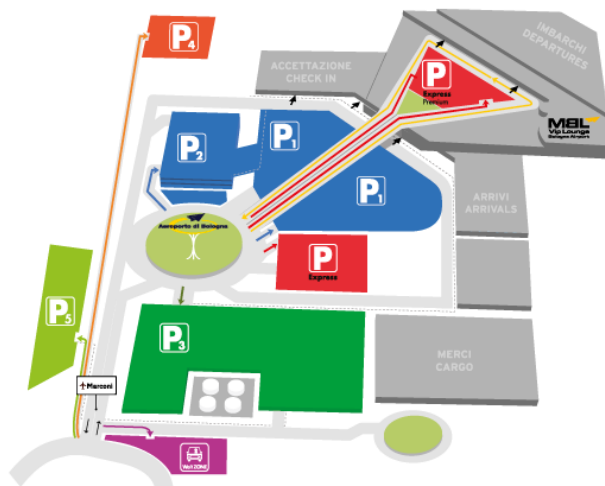 P4
IMBARCHI
DEPARTURES
ACCETTAZIONE
CHECK IN
P
Express
Premium
MBL
Vip Lounge
Bologna Airport
P2
P1
P1
ARRIVI
ARRIVALS
Aeroporto di Bologna
P
Express
P5
P3
MERCI
CARGO
Marconi
Wait ZONE